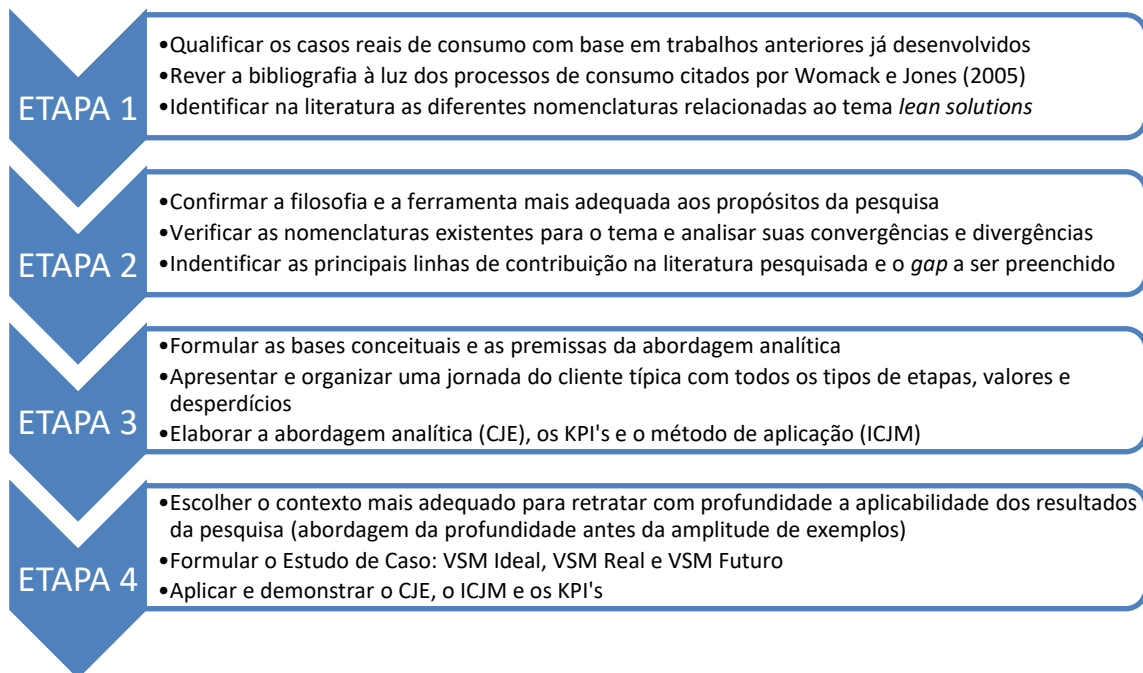 ETAPA 1
•Qualificar os casos reais de consumo com base em trabalhos anteriores já desenvolvidos
•Rever a bibliografia à luz dos processos de consumo citados por Womack e Jones (2005)
•Identificar na literatura as diferentes nomenclaturas relacionadas ao tema lean solutions
ETAPA 2
•Confirmar a filosofia e a ferramenta mais adequada aos propósitos da pesquisa
•Verificar as nomenclaturas existentes para o tema e analisar suas convergências e divergências
•Indentificar as principais linhas de contribuição na literatura pesquisada e o gap a ser preenchido
ETAPA 3
•Formular as bases conceituais e as premissas da abordagem analítica
•Apresentar e organizar uma jornada do cliente típica com todos os tipos de etapas, valores e
desperdícios
•Elaborar a abordagem analítica (CJE), os KPI's e o método de aplicação (ICJM)
ETAPA 4
•Escolher o contexto mais adequado para retratar com profundidade a aplicabilidade dos resultados
da pesquisa (abordagem da profundidade antes da amplitude de exemplos)
•Formular o Estudo de Caso: VSM Ideal, VSM Real e VSM Futuro
•Aplicar e demonstrar o CJE, o ICJM e os KPI's